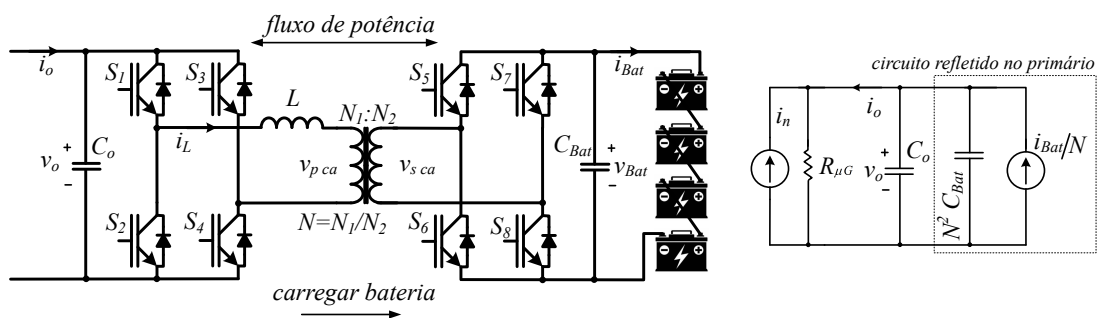 fluxo de potência
i_o
S_1
S_3
L
N_1:N_2
S_5
S_7
i_Bat
+
v_o
−
C_o
i_L
v_p ca
v_s ca
C_Bat
+
v_Bat
−
S_2
S_4
N=N_1/N_2
S_6
S_8
carregar bateria
circuito refletido no primário
i_n
R_μG
i_o
+
v_o
−
C_o
N² C_Bat
i_Bat/N